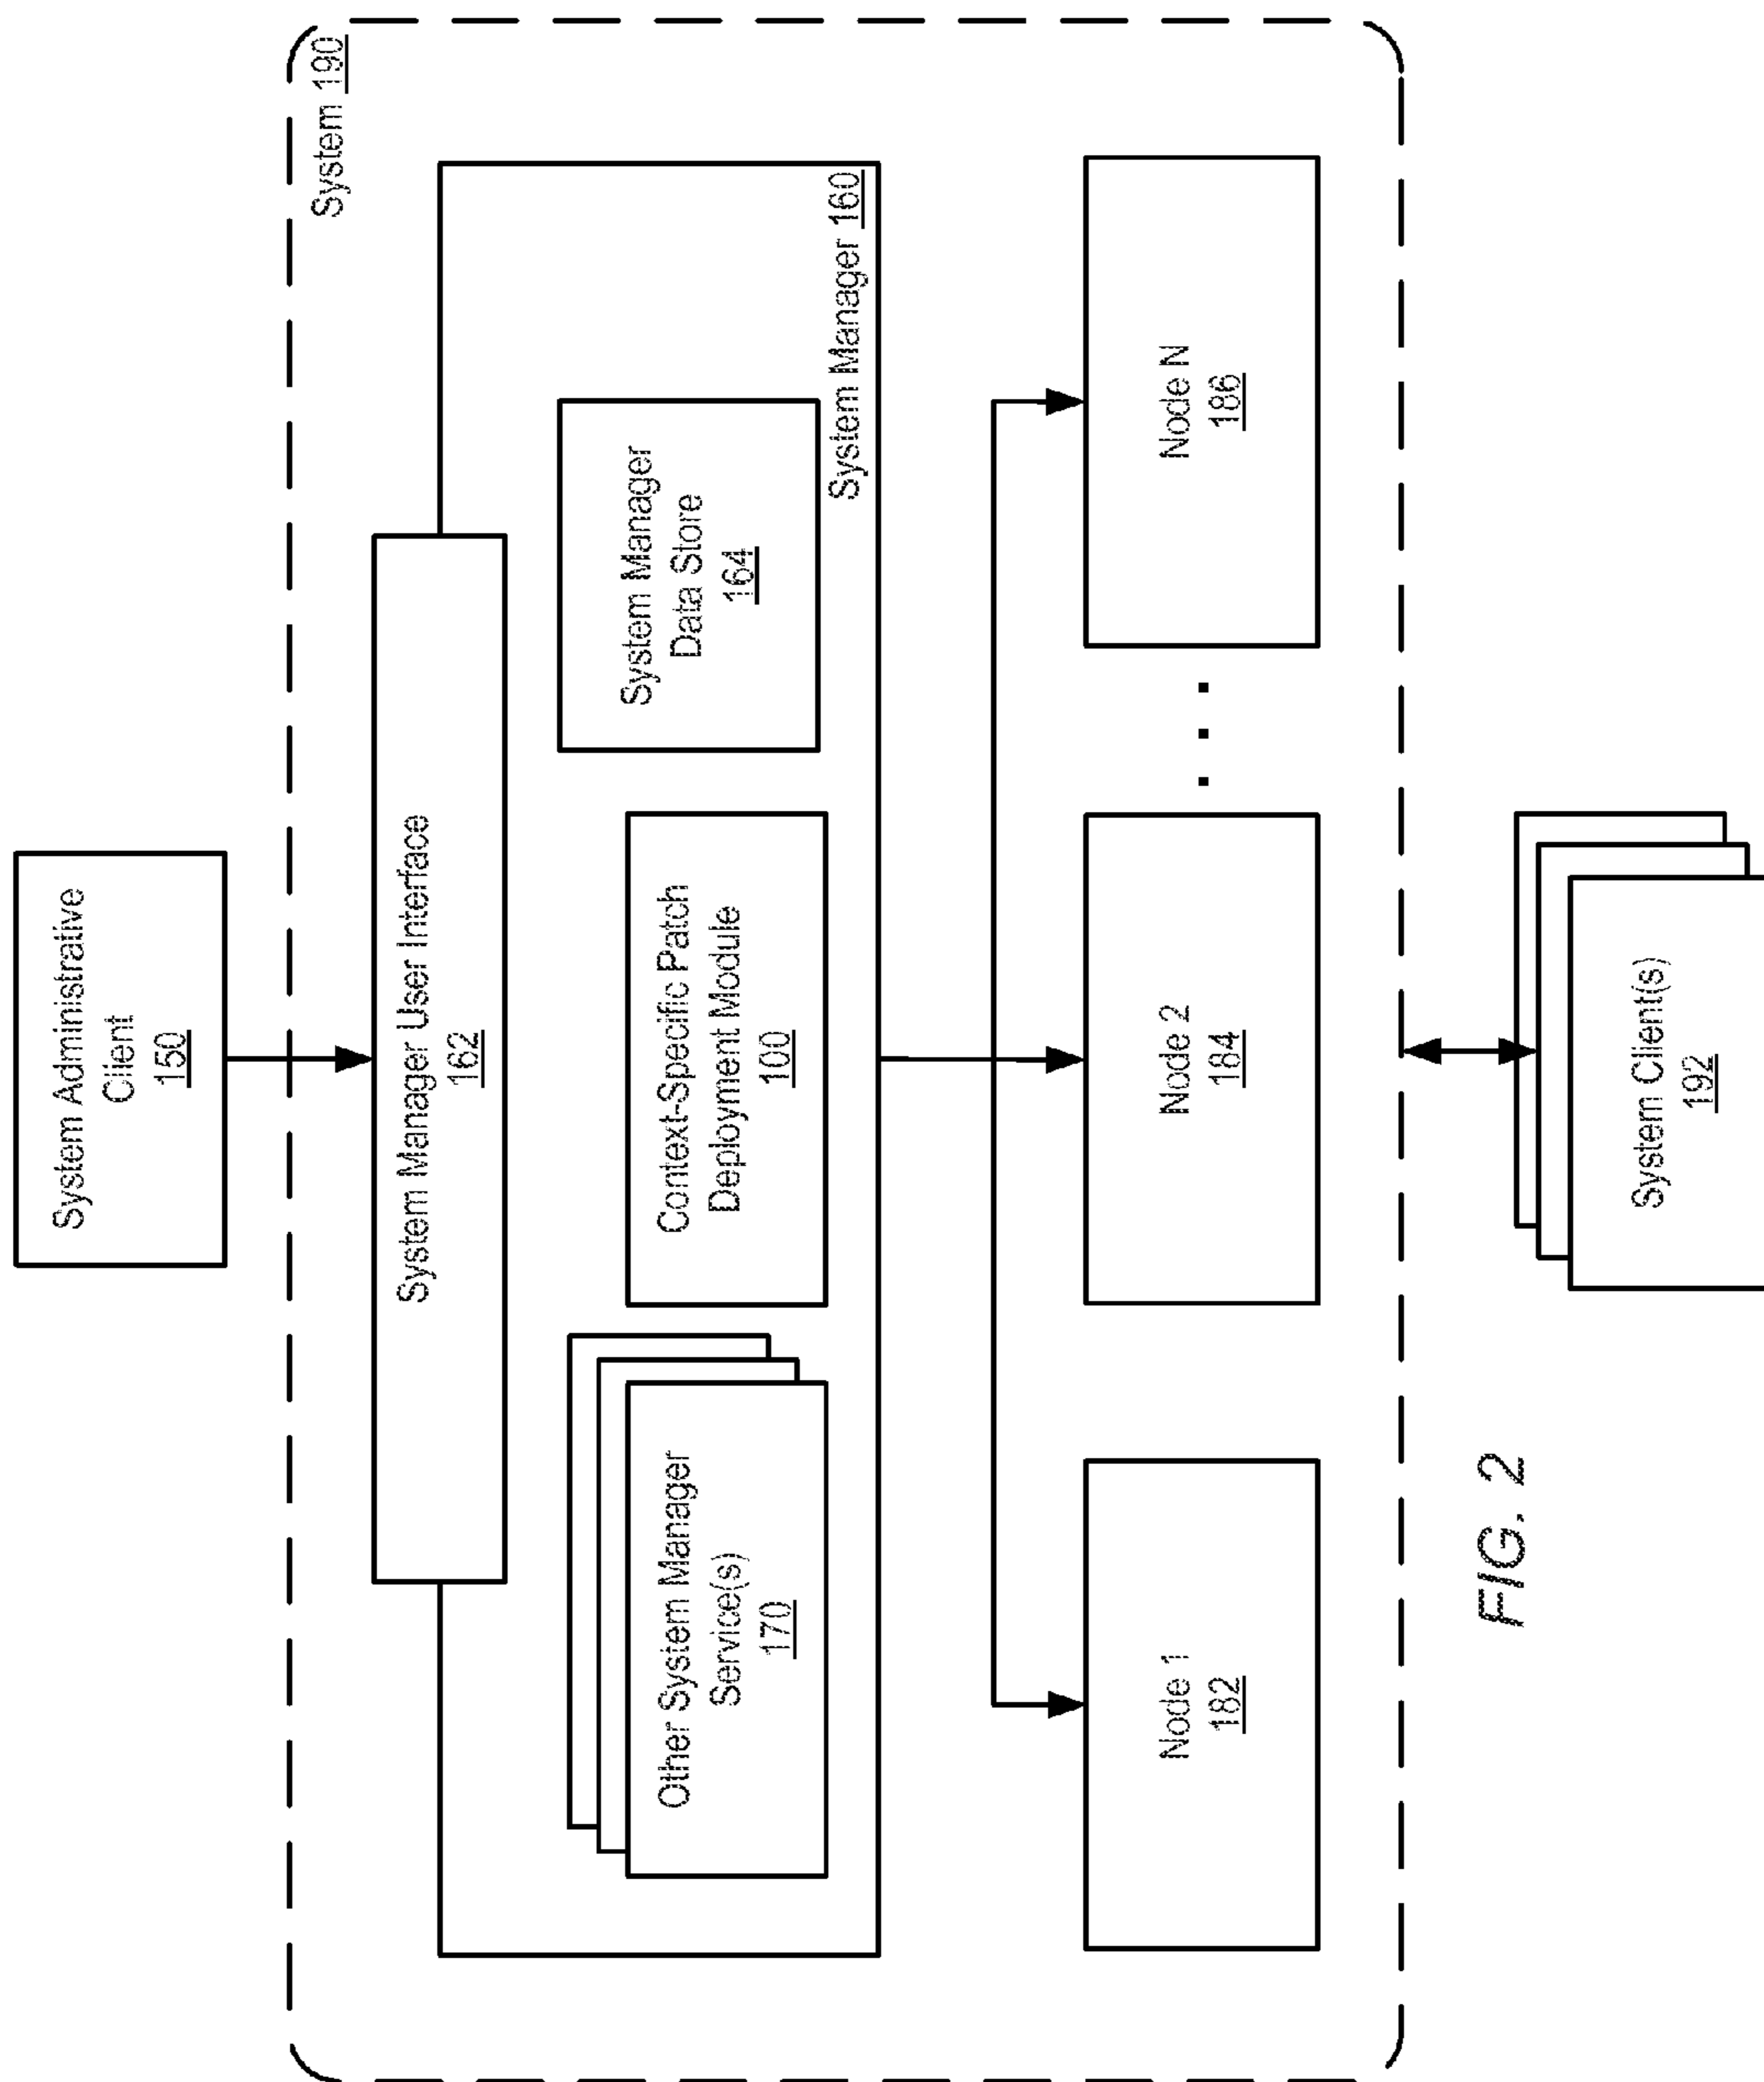 System Administrative
Client
150
System 190
System Manager User Interface
162
Other System Manager
Service(s)
170
Context-Specific Patch
Deployment Module
100
System Manager
Data Store
164
System Manager 160
Node 1
182
Node 2
184
. . .
Node N
186
System Client(s)
192
FIG. 2